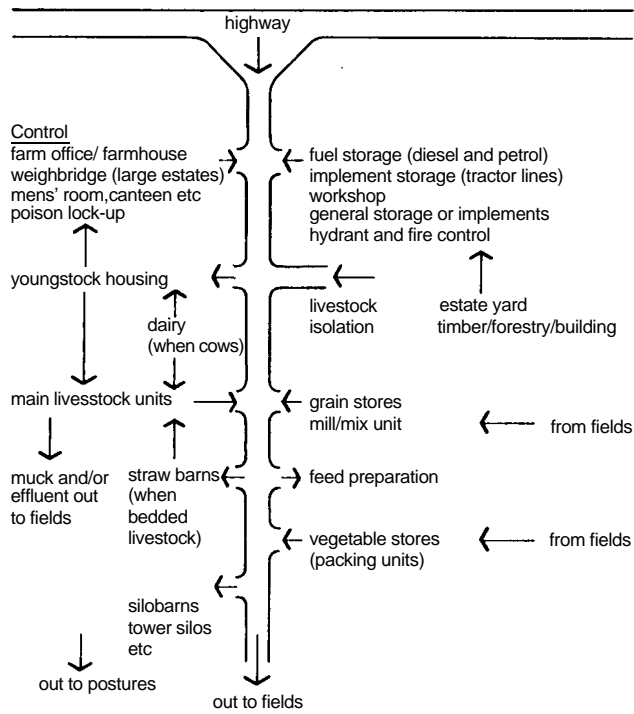 highway
Control
farm office/ farmhouse
weighbridge (large estates)
mens' room,canteen etc
poison lock-up
fuel storage (diesel and petrol)
implement storage (tractor lines)
workshop
general storage or implements
hydrant and fire control
youngstock housing
livestock
isolation
estate yard
timber/forestry/building
dairy
(when cows)
main livesstock units
grain stores
mill/mix unit
from fields
muck and/or
effluent out
to fields
straw barns
(when
bedded
livestock)
feed preparation
vegetable stores
(packing units)
from fields
silobarns
tower silos
etc
out to postures
out to fields